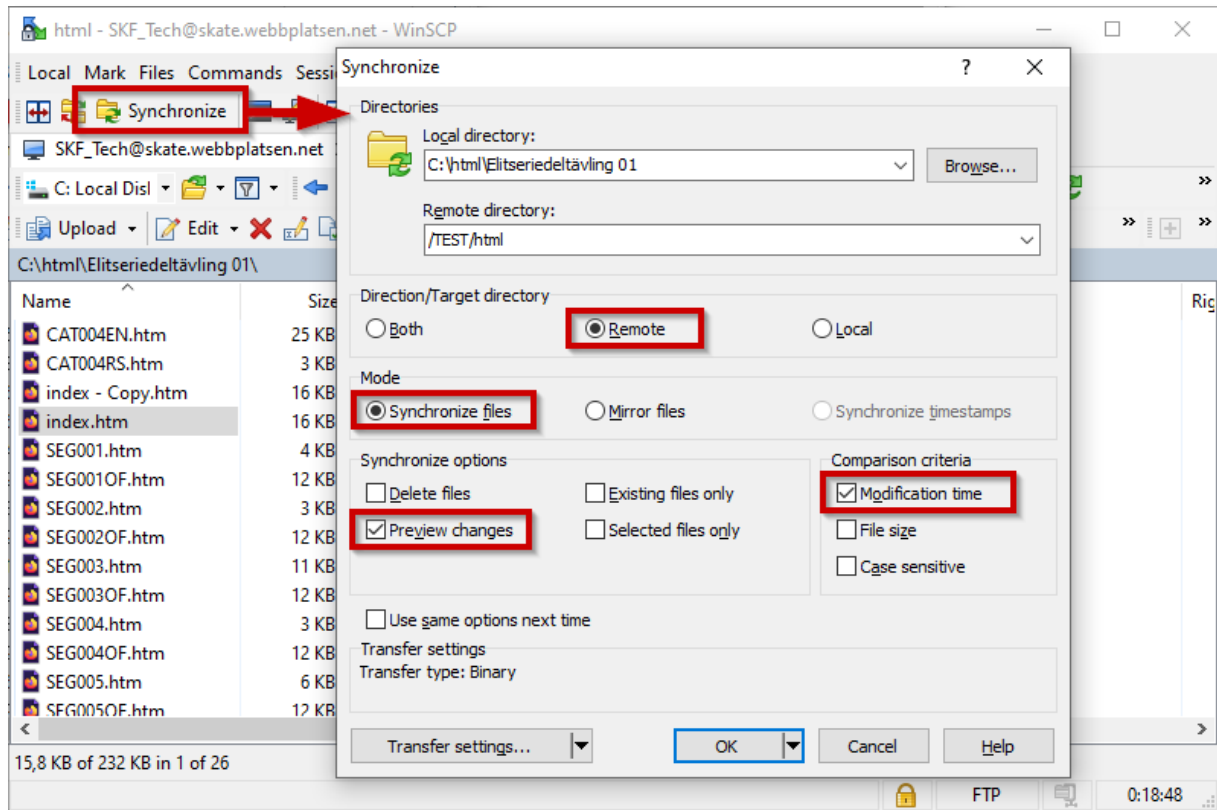 html - SKF_Tech@skate.webbplatsen.net - WinSCP
Local Mark Files Commands Sessi
Synchronize
SKF_Tech@skate.webbplatsen.net
C: Local Disl
Upload Edit
C:\html\Elitseriedeltävling 01\
Name Size Rig
CAT004EN.htm 25 KB
CAT004RS.htm 3 KB
index - Copy.htm 16 KB
index.htm 16 KB
SEG001.htm 4 KB
SEG001OF.htm 12 KB
SEG002.htm 3 KB
SEG002OF.htm 12 KB
SEG003.htm 11 KB
SEG003OF.htm 12 KB
SEG004.htm 3 KB
SEG004OF.htm 12 KB
SEG005.htm 6 KB
SEG005OF.htm 12 KB
15,8 KB of 232 KB in 1 of 26
FTP 0:18:48
Synchronize ?
Directories
Local directory:
C:\html\Elitseriedeltävling 01 Browse...
Remote directory:
/TEST/html
Direction/Target directory
Both Remote Local
Mode
Synchronize files Mirror files Synchronize timestamps
Synchronize options Comparison criteria
Delete files Existing files only Modification time
Preview changes Selected files only File size
Case sensitive
Use same options next time
Transfer settings
Transfer type: Binary
Transfer settings... OK Cancel Help